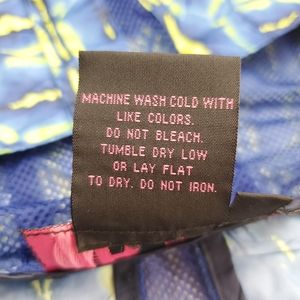 MACHINE WASH COLD WITH
LIKE COLORS.
DO NOT BLEACH.
TUMBLE DRY LOW
OR LAY FLAT
TO DRY. DO NOT IRON.